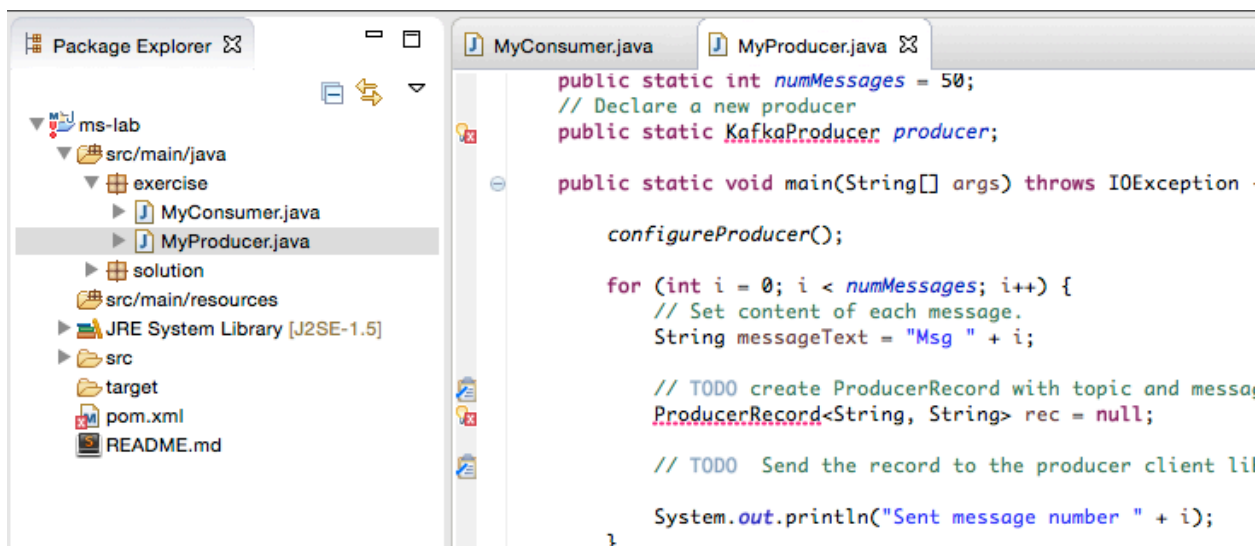 Package Explorer
ms-lab
src/main/java
exercise
MyConsumer.java
MyProducer.java
solution
src/main/resources
JRE System Library [J2SE-1.5]
src
target
pom.xml
README.md
MyConsumer.java
MyProducer.java
public static int numMessages = 50;
// Declare a new producer
public static KafkaProducer producer;
public static void main(String[] args) throws IOException {
configureProducer();
for (int i = 0; i < numMessages; i++) {
// Set content of each message.
String messageText = "Msg " + i;
// TODO create ProducerRecord with topic and messag
ProducerRecord<String, String> rec = null;
// TODO  Send the record to the producer client li
System.out.println("Sent message number " + i);
}